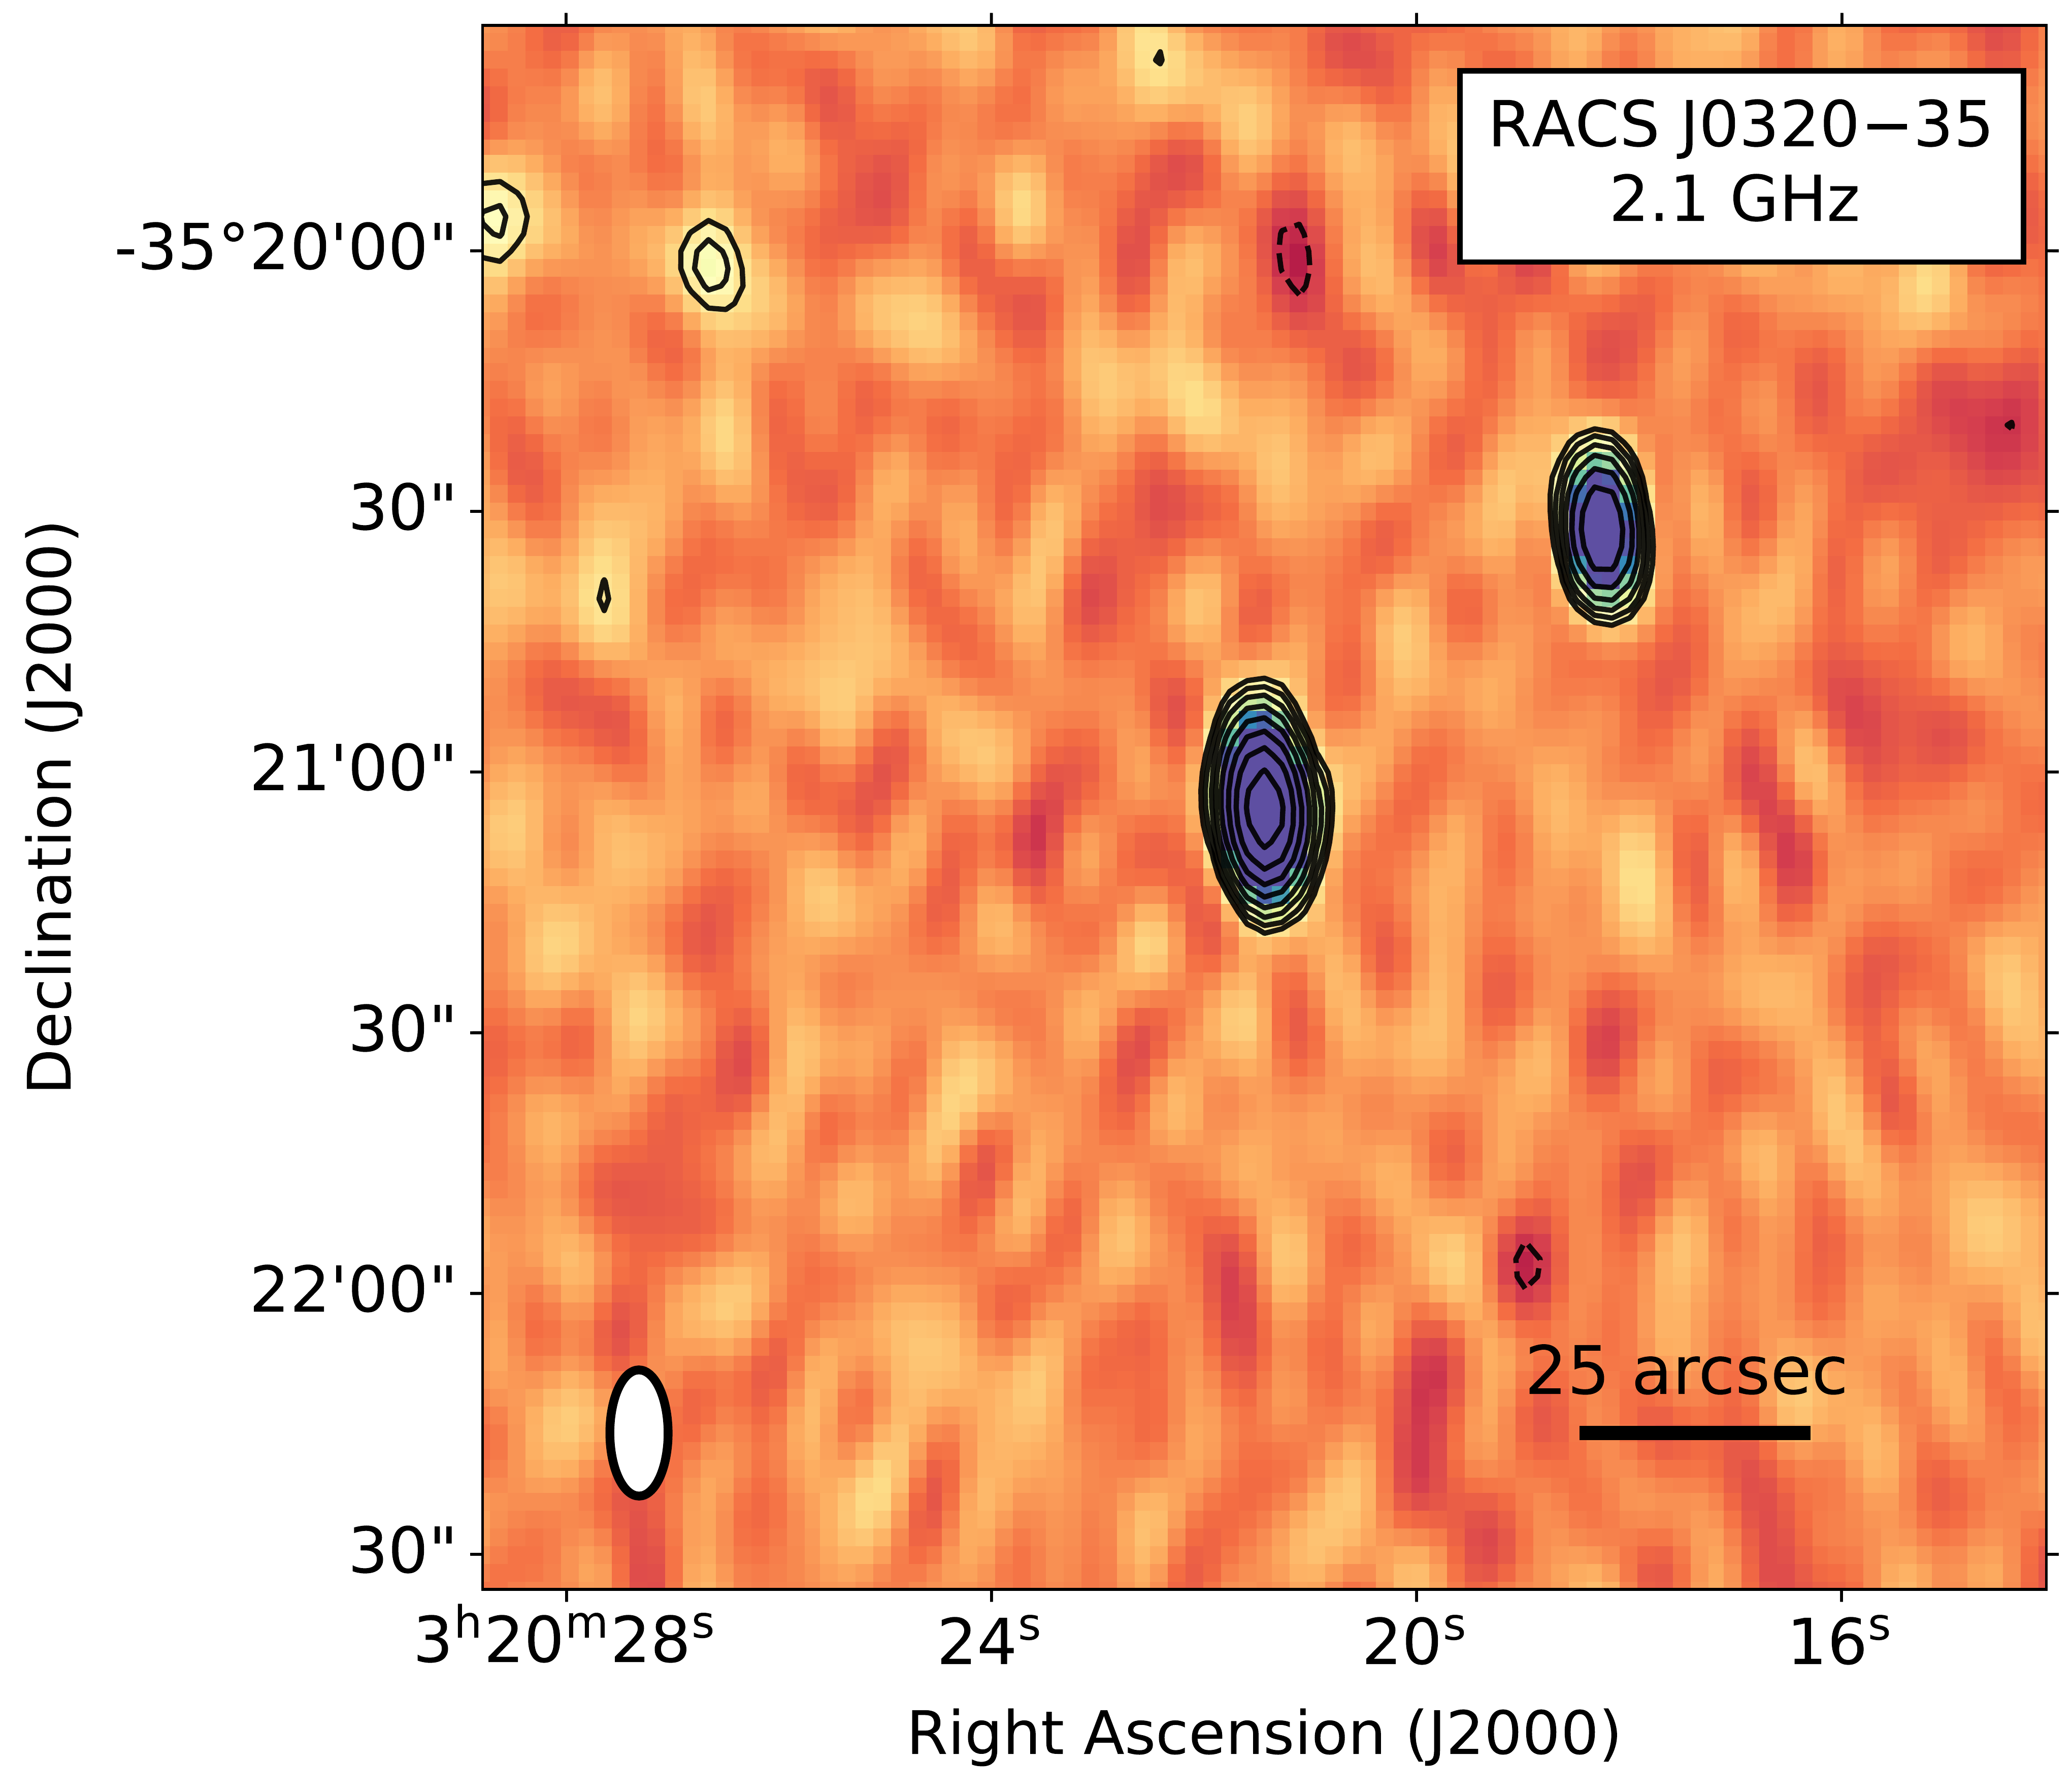 RACS J0320−35
2.1 GHz
-35°20'00"
30"
21'00"
30"
22'00"
30"
Declination (J2000)
25 arcsec
3ʰ20ᵐ28ˢ 24ˢ 20ˢ 16ˢ
Right Ascension (J2000)